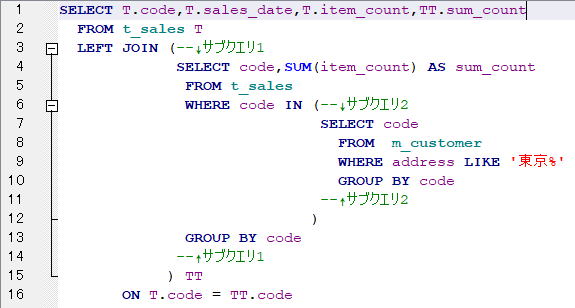 1 SELECT T.code,T.sales_date,T.item_count,TT.sum_count
2 FROM t_sales T
3 LEFT JOIN (--↓サブクエリ1
4 SELECT code,SUM(item_count) AS sum_count
5 FROM t_sales
6 WHERE code IN (--↓サブクエリ2
7 SELECT code
8 FROM m_customer
9 WHERE address LIKE '東京%'
10 GROUP BY code
11 --↑サブクエリ2
12 )
13 GROUP BY code
14 --↑サブクエリ1
15 ) TT
16 ON T.code = TT.code